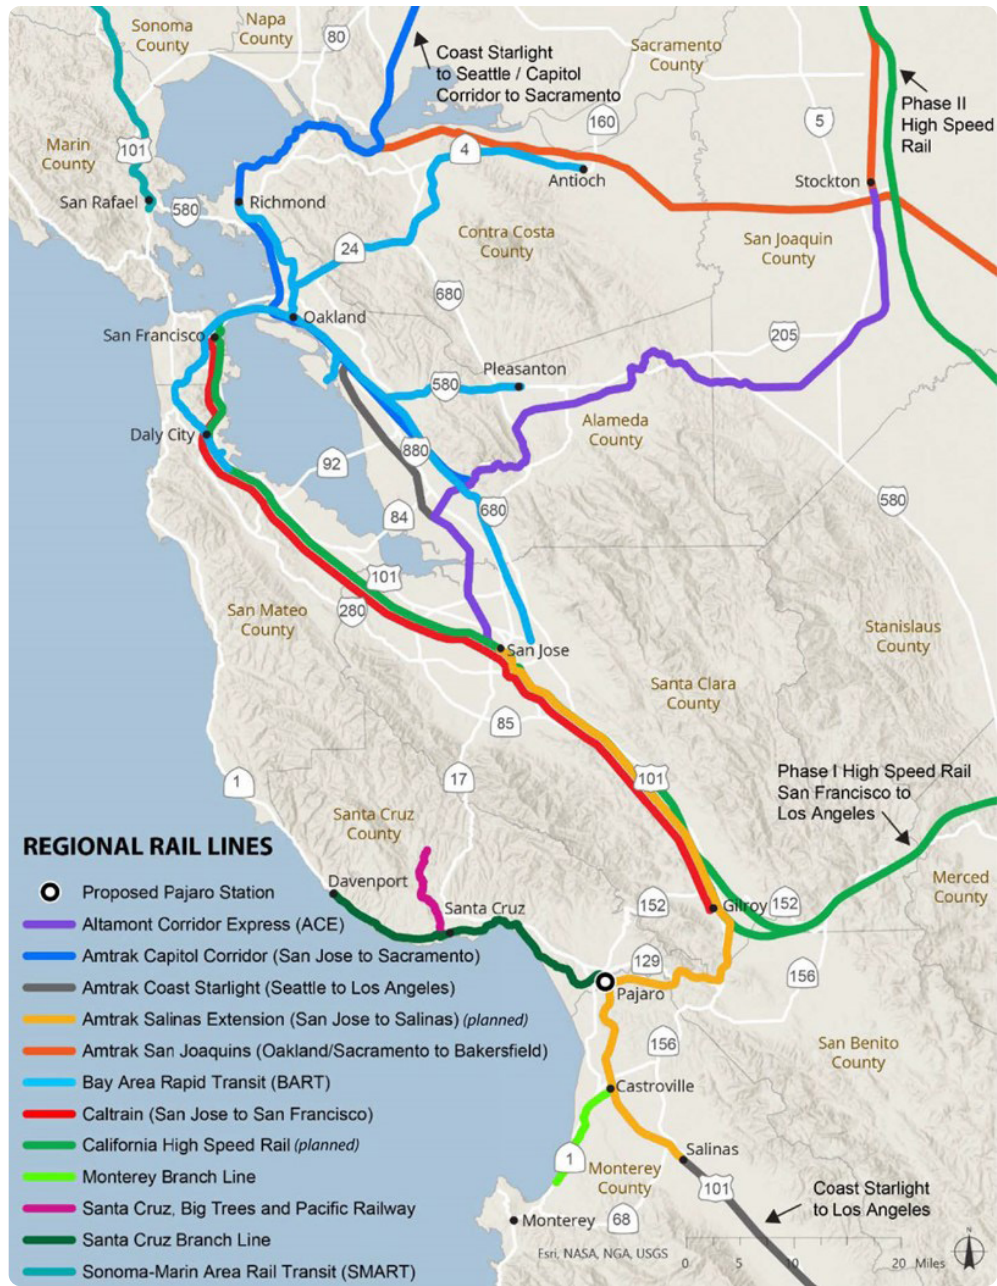 Sonoma
County
Napa
County
80
Coast Starlight
to Seattle / Capitol
Corridor to Sacramento
Sacramento
County
Phase II
High Speed
Rail
160
5
Marin
County
101
4
Antioch
Stockton
San Rafael
580
Richmond
24
Contra Costa
County
San Joaquin
County
680
Oakland
205
San Francisco
Pleasanton
580
Alameda
County
Daly City
92
880
680
580
84
101
280
San Mateo
County
San Jose
Stanislaus
County
Santa Clara
County
85
1
17
101
Phase I High Speed Rail
San Francisco to
Los Angeles
Santa Cruz
County
Merced
County
Davenport
Santa Cruz
152
Gilroy
152
129
156
Pajaro
156
San Benito
County
Castroville
Salinas
1
Monterey
County
101
Coast Starlight
to Los Angeles
Monterey
68
REGIONAL RAIL LINES
Proposed Pajaro Station
Altamont Corridor Express (ACE)
Amtrak Capitol Corridor (San Jose to Sacramento)
Amtrak Coast Starlight (Seattle to Los Angeles)
Amtrak Salinas Extension (San Jose to Salinas) (planned)
Amtrak San Joaquins (Oakland/Sacramento to Bakersfield)
Bay Area Rapid Transit (BART)
Caltrain (San Jose to San Francisco)
California High Speed Rail (planned)
Monterey Branch Line
Santa Cruz, Big Trees and Pacific Railway
Santa Cruz Branch Line
Sonoma-Marin Area Rail Transit (SMART)
Esri, NASA, NGA, USGS
0 5 10 20 Miles
N